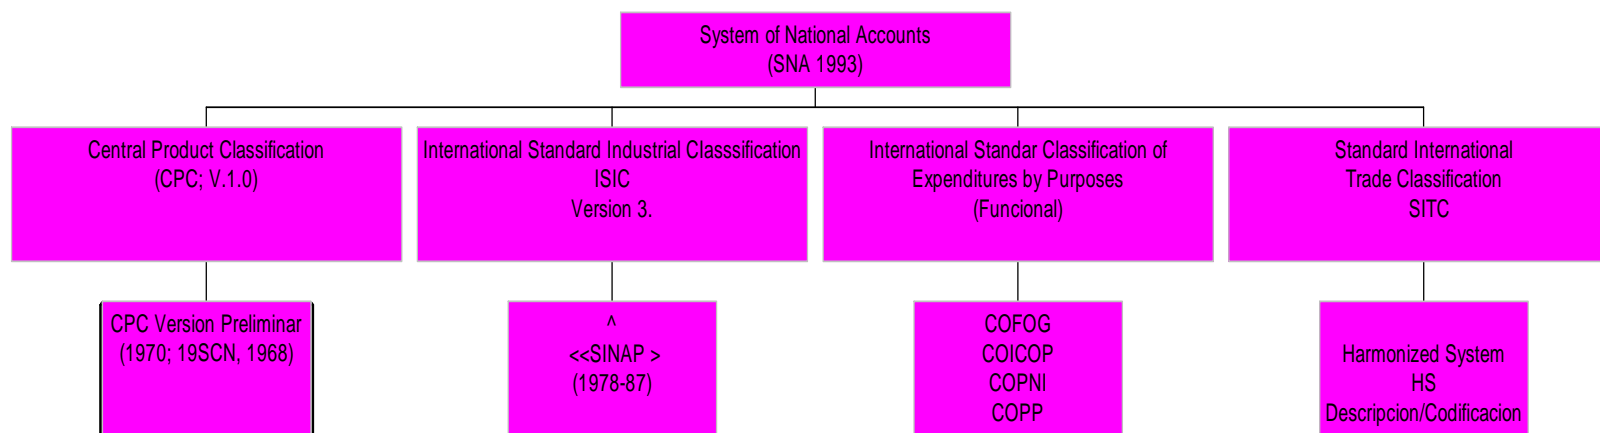 System of National Accounts
(SNA 1993)
Central Product Classification
(CPC; V.1.0)
International Standard Industrial Classsification
ISIC
Version 3.
International Standar Classification of
Expenditures by Purposes
(Funcional)
Standard International
Trade Classification
SITC
CPC Version Preliminar
(1970; 19SCN, 1968)
^
<<SINAP >
(1978-87)
COFOG
COICOP
COPNI
COPP
Harmonized System
HS
Descripcion/Codificacion